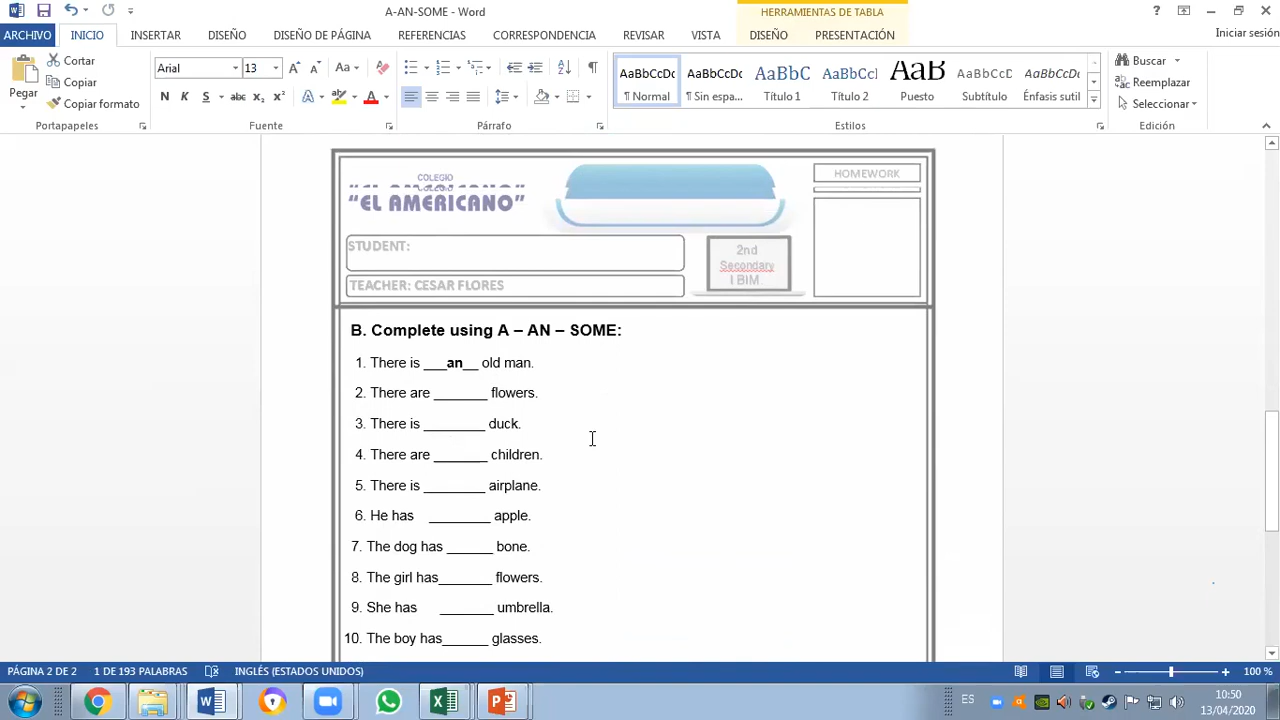 A-AN-SOME - Word
HERRAMIENTAS DE TABLA
ARCHIVO INICIO INSERTAR DISEÑO DISEÑO DE PÁGINA REFERENCIAS CORRESPONDENCIA REVISAR VISTA DISEÑO PRESENTACIÓN Iniciar sesión
Pegar
Cortar
Copiar
Copiar formato
Portapapeles
Arial 13
Aa
N K S abc x₂ x²
Fuente
Párrafo
AaBbCcDc AaBbCcDc AaBbC AaBbCcI AaB AaBbCcD AaBbCcDc
¶ Normal ¶ Sin espa... Título 1 Título 2 Puesto Subtítulo Énfasis sutil
Estilos
Buscar
Reemplazar
Seleccionar
Edición
COLEGIO
"EL AMERICANO"
HOMEWORK
STUDENT:
TEACHER: CESAR FLORES
2nd
Secondary
I BIM.
B. Complete using A – AN – SOME:
1. There is ___an__ old man.
2. There are _______ flowers.
3. There is ________ duck.
4. There are _______ children.
5. There is ________ airplane.
6. He has ________ apple.
7. The dog has ______ bone.
8. The girl has_______ flowers.
9. She has _______ umbrella.
10. The boy has______ glasses.
PÁGINA 2 DE 2 1 DE 193 PALABRAS INGLÉS (ESTADOS UNIDOS) 100 %
ES
10:50
13/04/2020